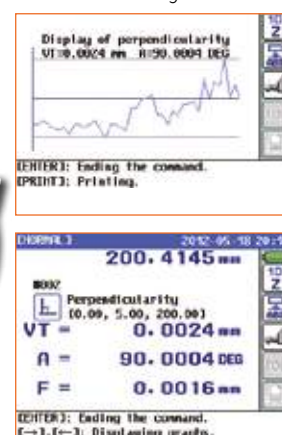 Display of perpendicularity
VT=0.0024 mm A=90.0004 DEG
[ENTER]: Ending the command.
[PRINT]: Printing.
[NORMAL ] 2012-05-18 20:1
200.4145 mm
Perpendicularity
[0.00, 5.00, 200.00]
VT = 0.0024 mm
A = 90.0004 DEG
F = 0.0016 mm
[ENTER]: Ending the command.
[→],[←]: Displaying graphs.